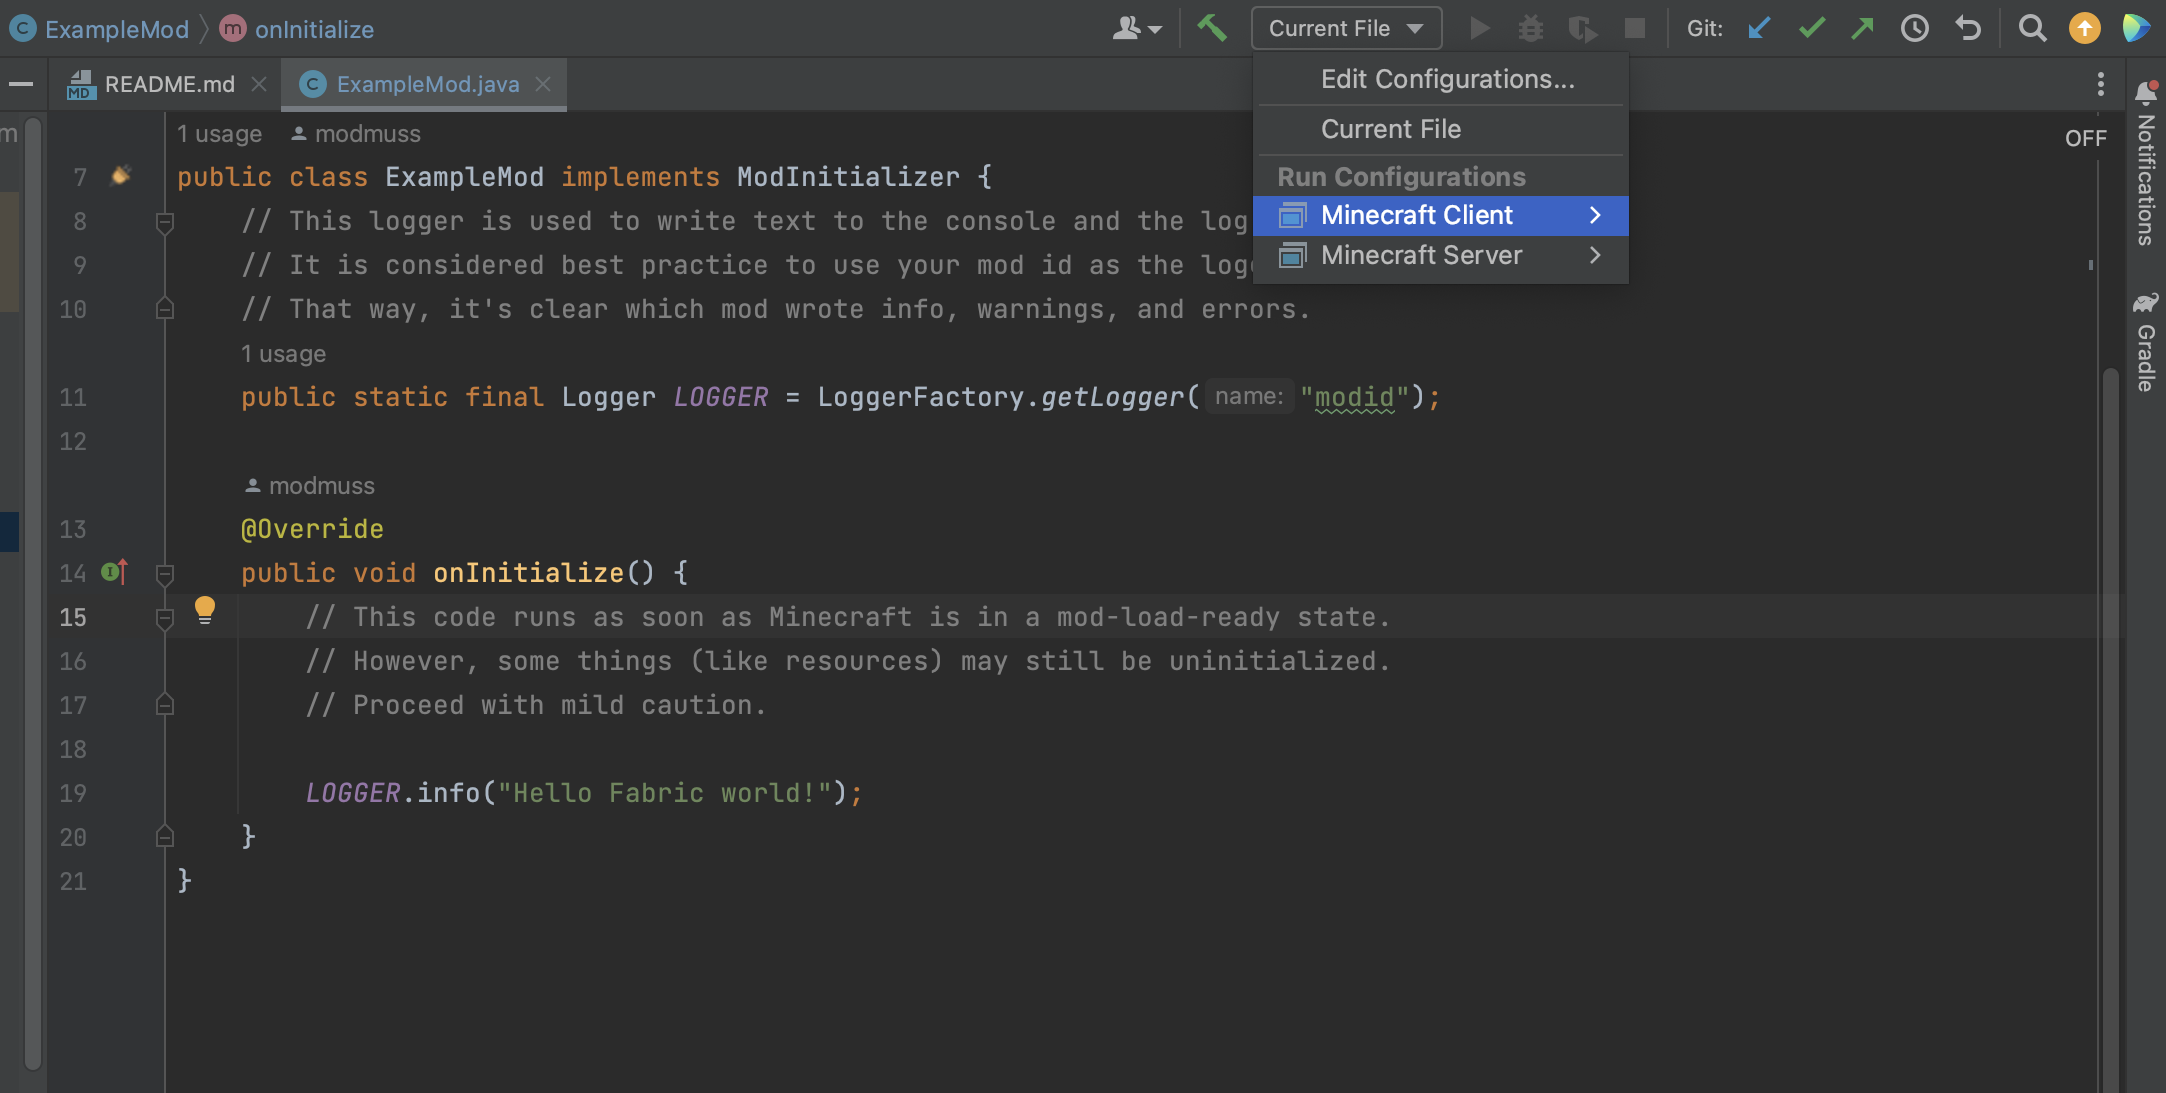 ExampleMod
onInitialize
Current File
Git:
README.md
ExampleMod.java
Edit Configurations...
Current File
Run Configurations
Minecraft Client
Minecraft Server
OFF
Notifications
Gradle
m
1 usage modmuss
7 public class ExampleMod implements ModInitializer {
8 // This logger is used to write text to the console and the log
9 // It is considered best practice to use your mod id as the
10 // That way, it's clear which mod wrote info, warnings, and errors.
1 usage
11 public static final Logger LOGGER = LoggerFactory.getLogger( name: "modid");
12
modmuss
13 @Override
14 public void onInitialize() {
15 // This code runs as soon as Minecraft is in a mod-load-ready state.
16 // However, some things (like resources) may still be uninitialized.
17 // Proceed with mild caution.
18
19 LOGGER.info("Hello Fabric world!");
20 }
21 }